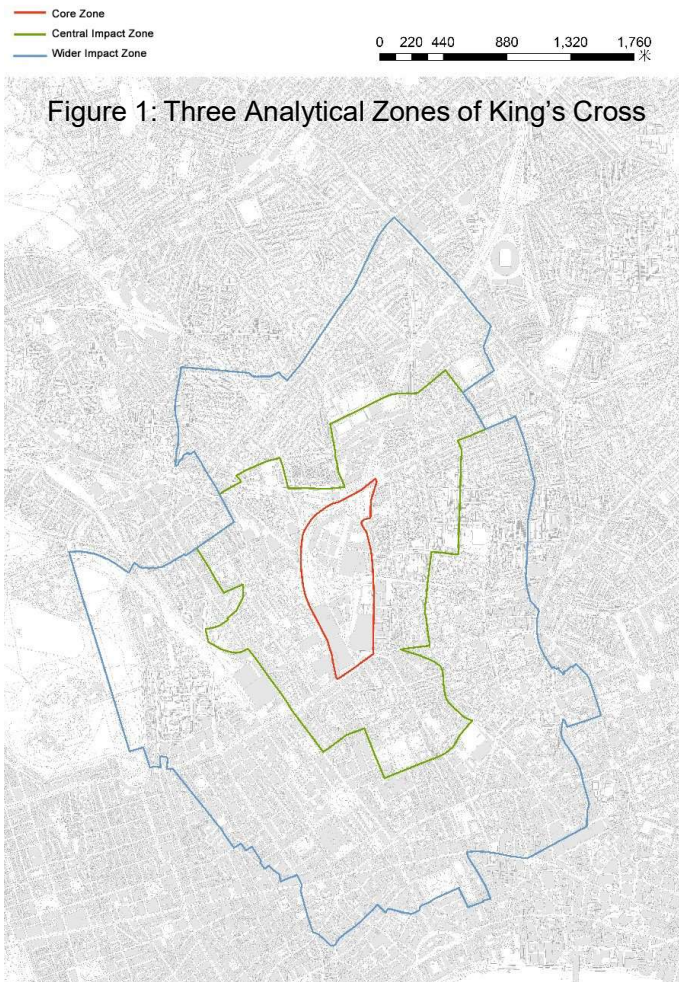 Core Zone
Central Impact Zone
Wider Impact Zone
0 220 440 880 1,320 1,760
米
Figure 1: Three Analytical Zones of King’s Cross